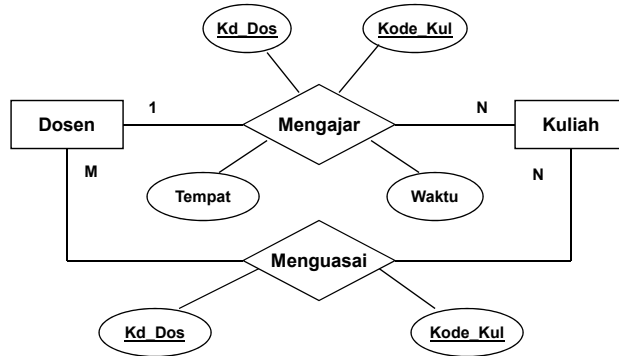 Kd_Dos
Kode_Kul
Dosen
1
Mengajar
N
Kuliah
M
N
Tempat
Waktu
Menguasai
Kd_Dos
Kode_Kul